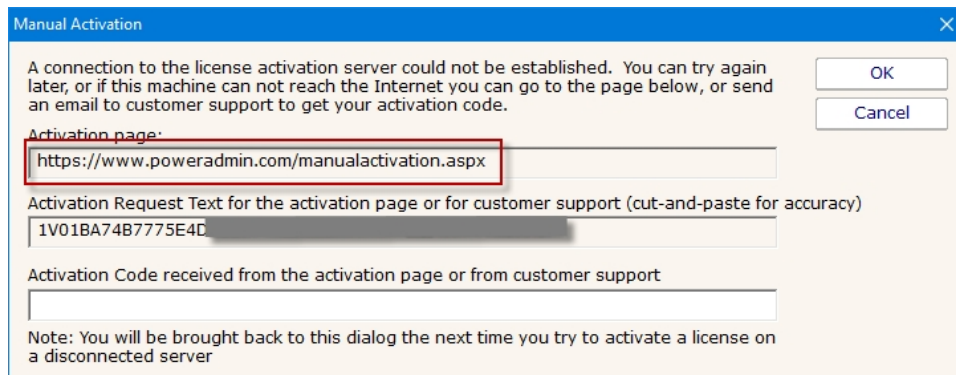 Manual Activation
A connection to the license activation server could not be established.  You can try again
later, or if this machine can not reach the Internet you can go to the page below, or send
an email to customer support to get your activation code.
OK
Cancel
Activation page:
https://www.poweradmin.com/manualactivation.aspx
Activation Request Text for the activation page or for customer support (cut-and-paste for accuracy)
1V01BA74B7775E4D
Activation Code received from the activation page or from customer support
Note: You will be brought back to this dialog the next time you try to activate a license on
a disconnected server